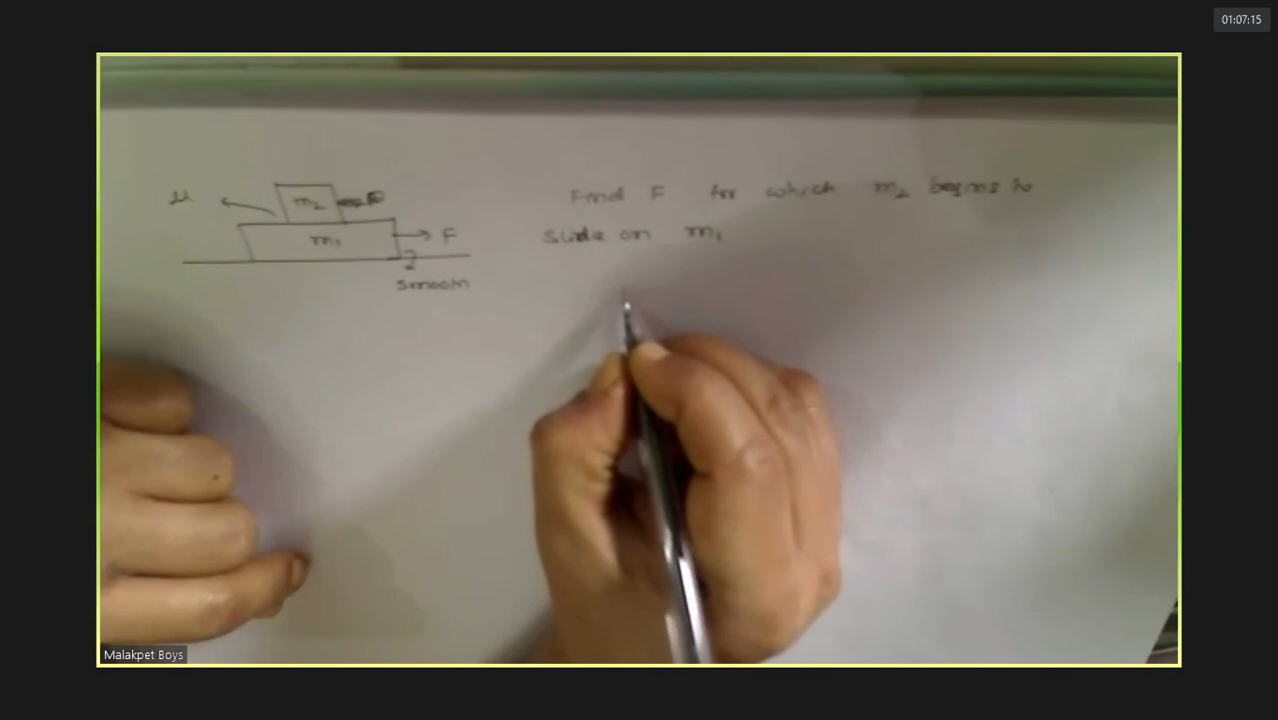 01:07:15
μ
m₂
Find F for which m₂ begins to
m₁ → F
slide on m₁
smooth
Malakpet Boys